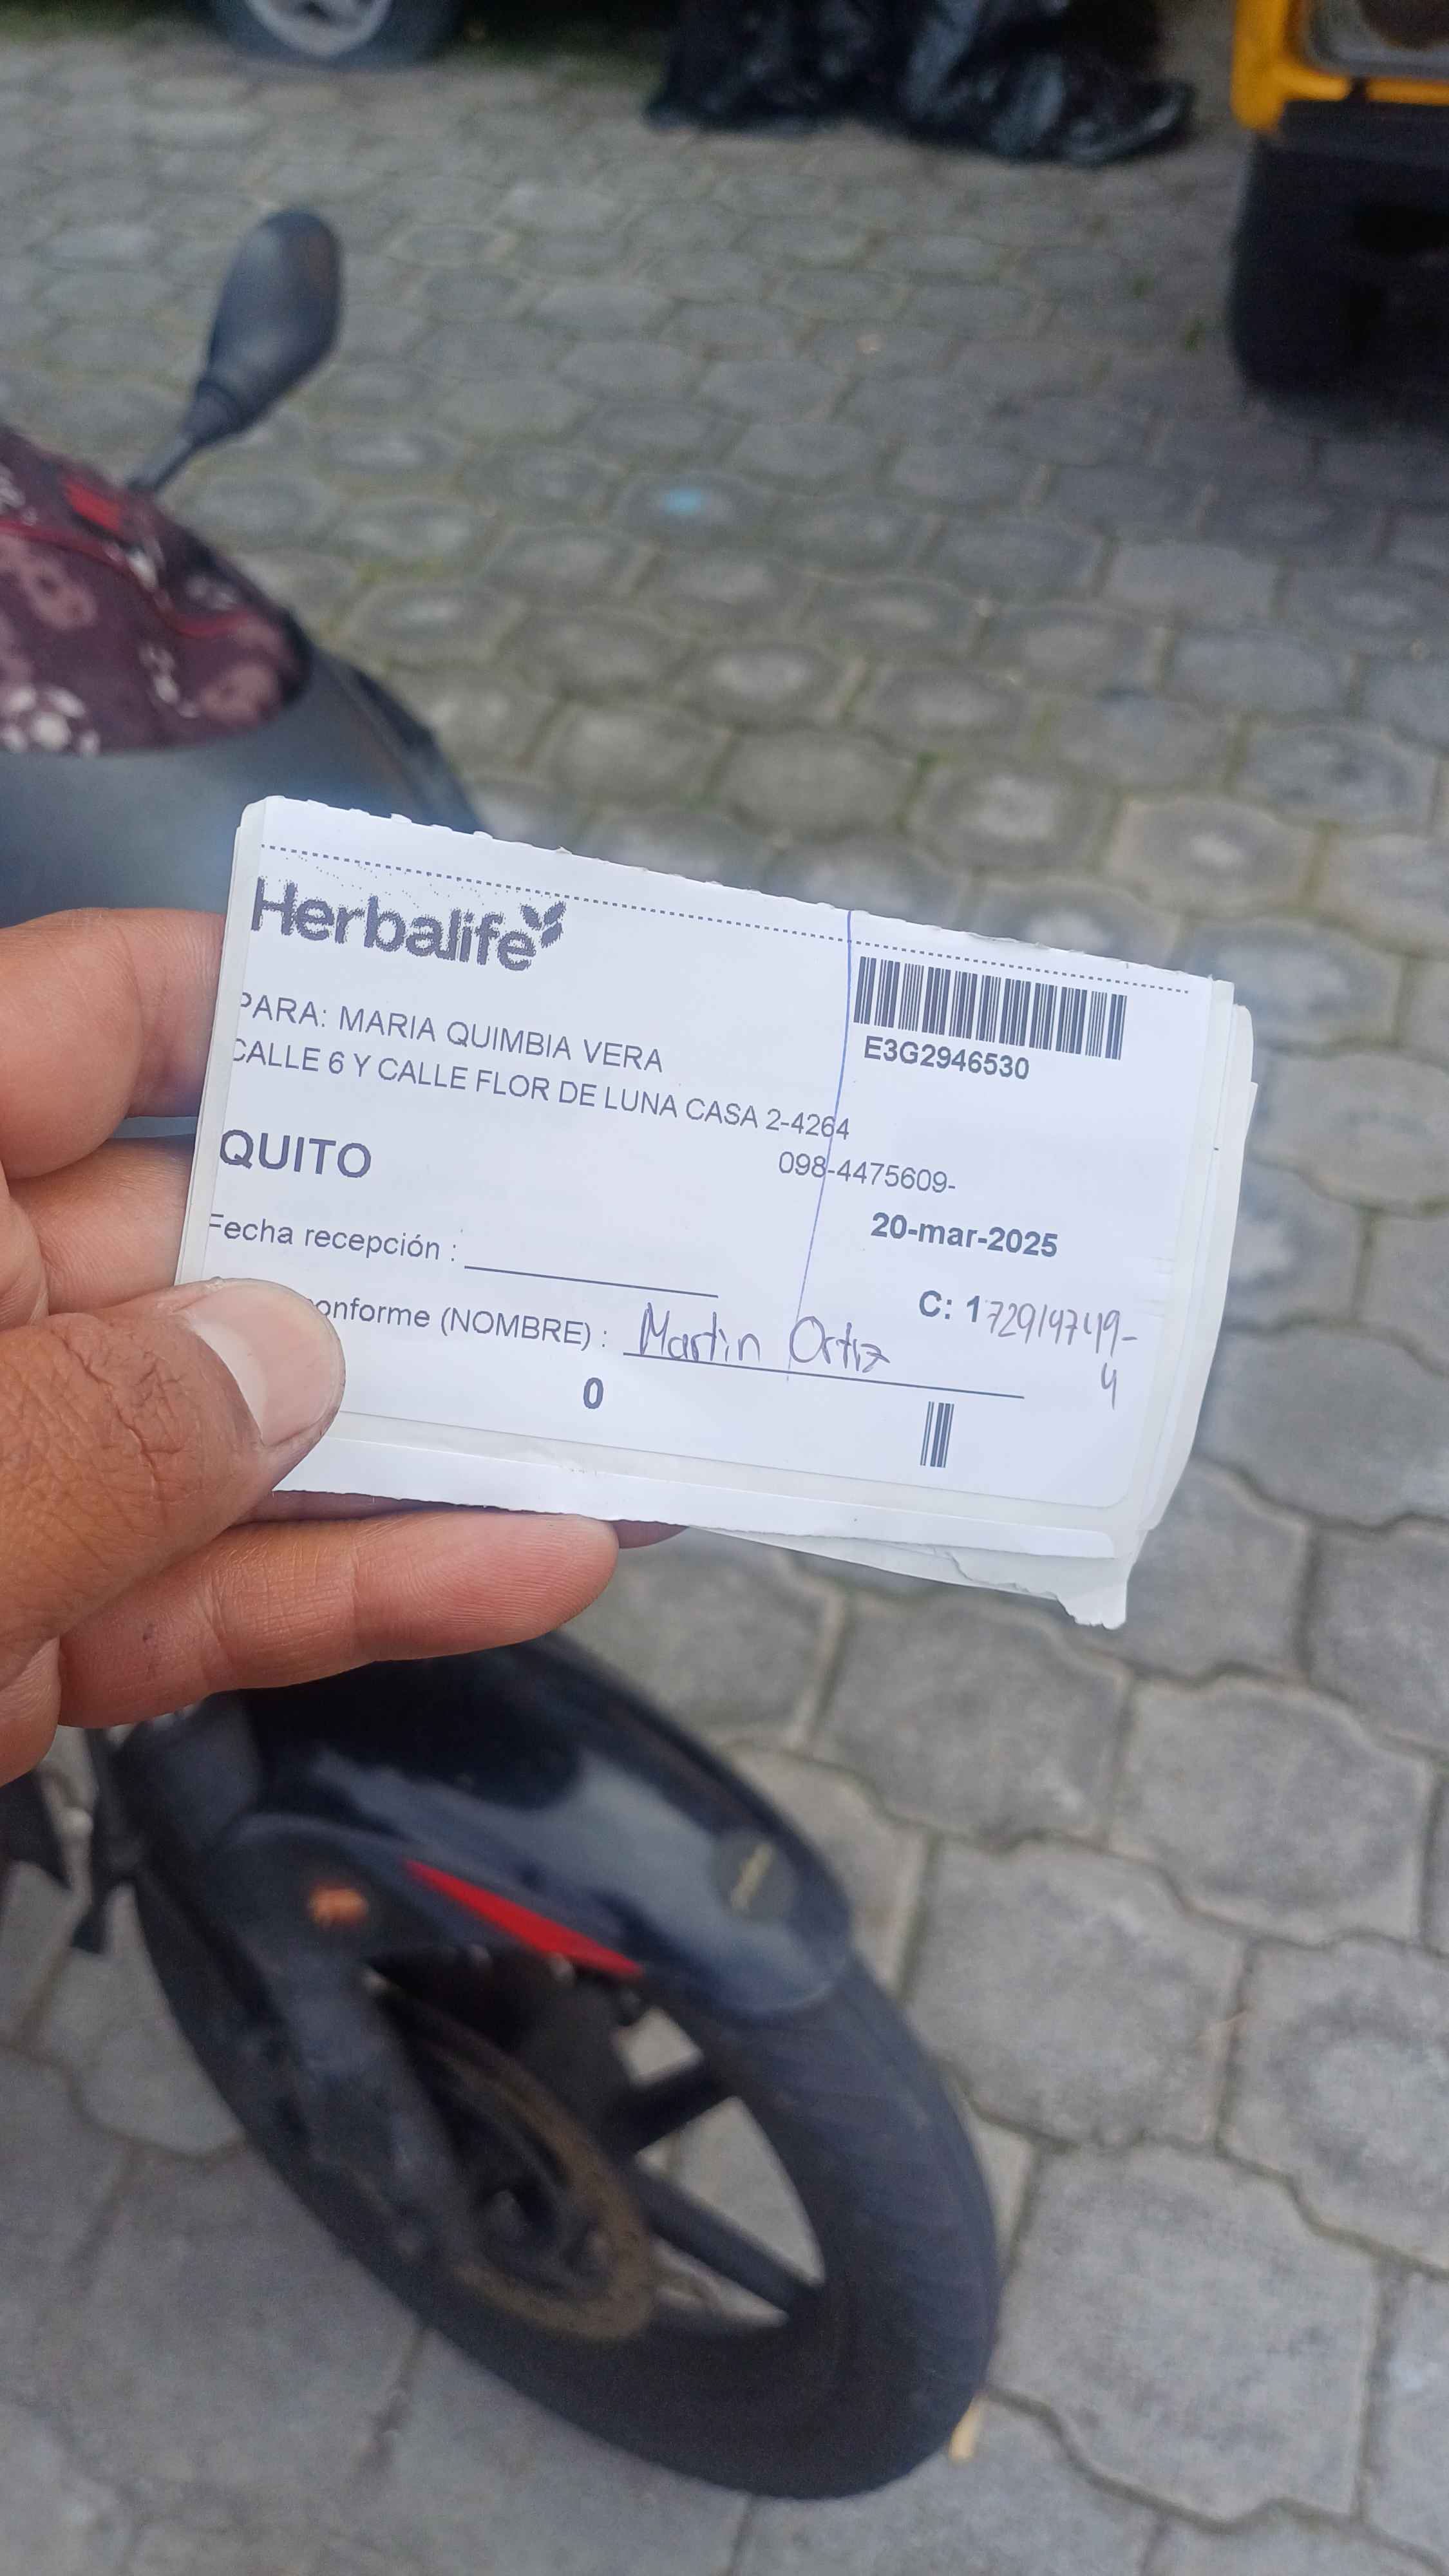 Herbalife
E3G2946530
PARA: MARIA QUIMBIA VERA
CALLE 6 Y CALLE FLOR DE LUNA CASA 2-4264
QUITO
098-4475609-
20-mar-2025
Fecha recepción :
C: 1729149749-
4
onforme (NOMBRE) : Martin Ortiz
0